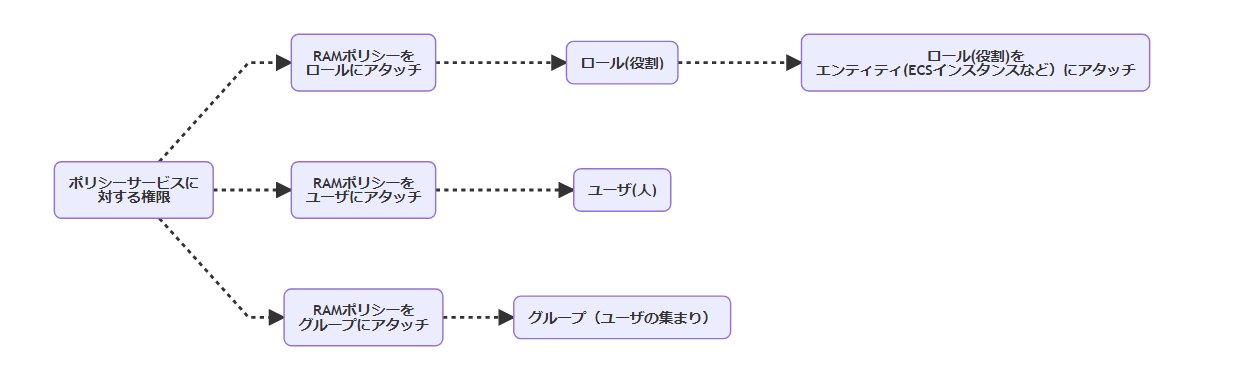 RAMポリシーを
ロールにアタッチ
ロール(役割)
ロール(役割)を
エンティティ(ECSインスタンスなど）にアタッチ
ポリシーサービスに
対する権限
RAMポリシーを
ユーザにアタッチ
ユーザ(人)
RAMポリシーを
グループにアタッチ
グループ（ユーザの集まり）